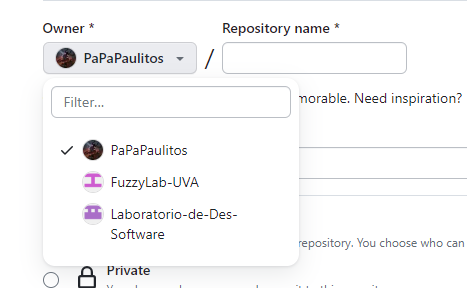 Owner * Repository name *
PaPaPaulitos /
Filter...
morable. Need inspiration?
PaPaPaulitos
FuzzyLab-UVA
Laboratorio-de-Des-
Software
repository. You choose who can
Private